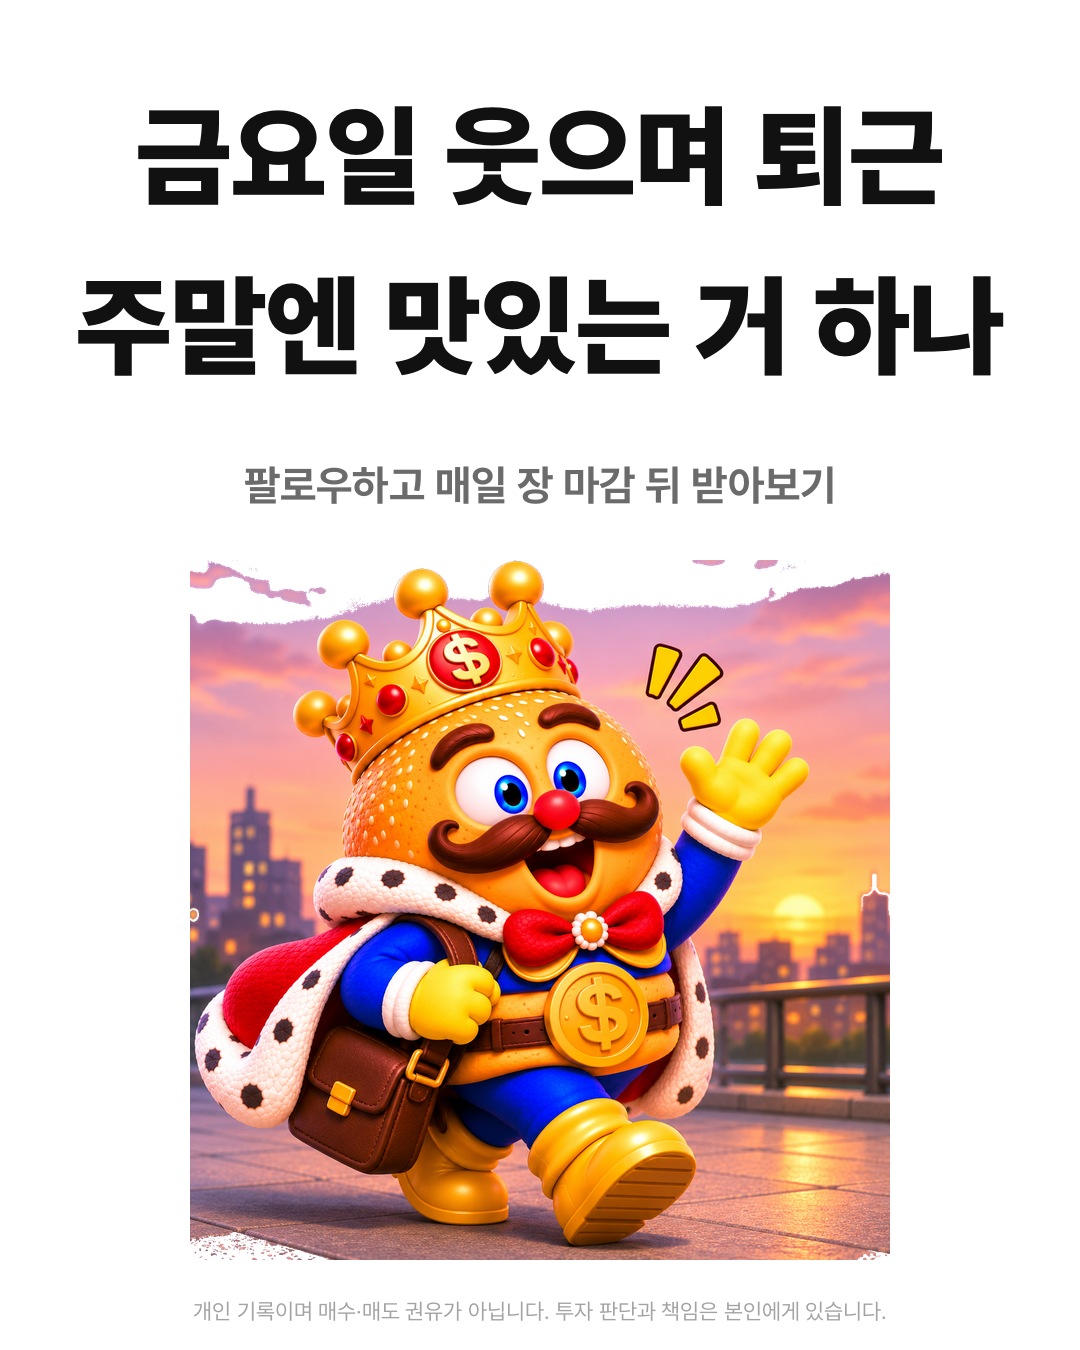 금요일 웃으며 퇴근
주말엔 맛있는 거 하나
팔로우하고 매일 장 마감 뒤 받아보기
$
$
개인 기록이며 매수·매도 권유가 아닙니다. 투자 판단과 책임은 본인에게 있습니다.